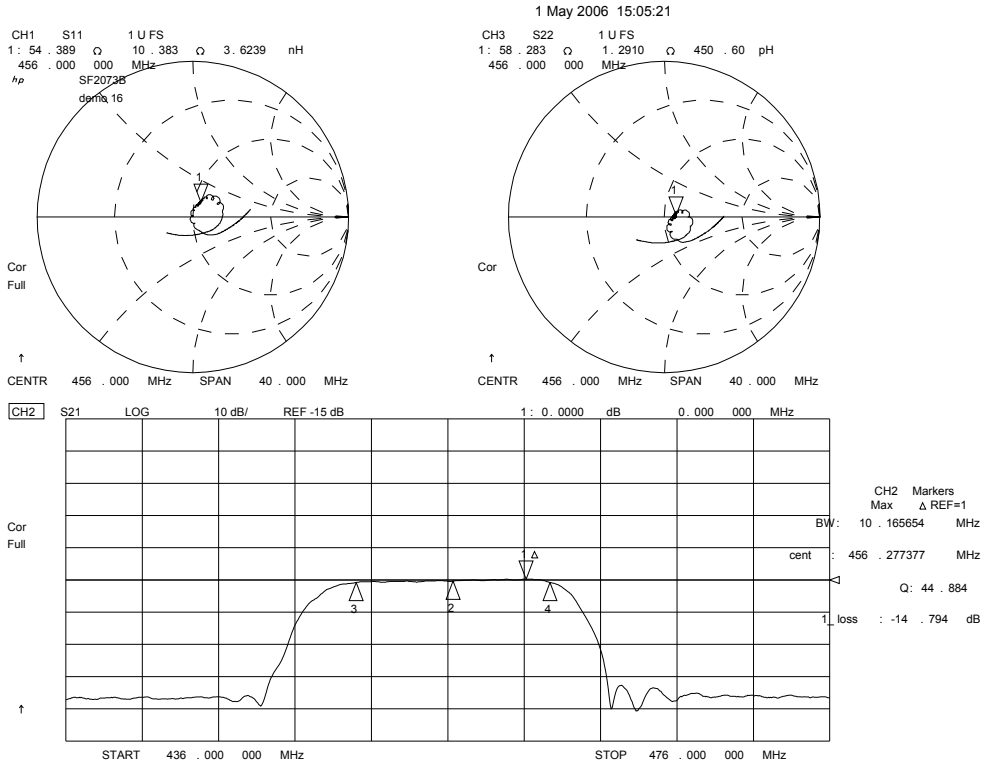 1 May 2006 15:05:21
CH1 S11 1 U FS
1 : 54 . 389 Ω 10 . 383 Ω 3 . 6239 nH
456 . 000 000 MHz
hp SF2073B
demo 16
1
Cor
Full
↑
CENTR 456 . 000 MHz SPAN 40 . 000 MHz
CH3 S22 1 U FS
1 : 58 . 283 Ω 1 . 2910 Ω 450 . 60 pH
456 . 000 000 MHz
1
Cor
↑
CENTR 456 . 000 MHz SPAN 40 . 000 MHz
CH2 S21 LOG 10 dB/ REF -15 dB 1 : 0 . 0000 dB 0 . 000 000 MHz
Cor
Full
1 Δ
3 2 4
↑
START 436 . 000 000 MHz STOP 476 . 000 000 MHz
CH2 Markers
Max Δ REF=1
BW : 10 . 165654 MHz
cent : 456 . 277377 MHz
Q: 44 . 884
1_ loss : -14 . 794 dB